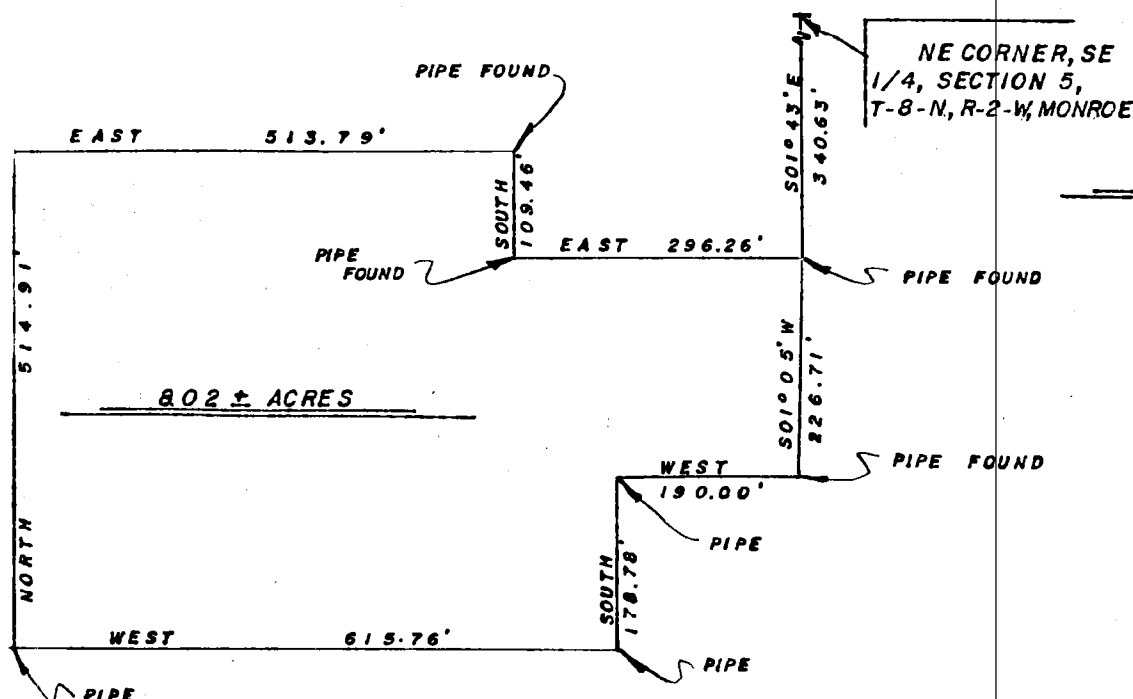 NE CORNER, SE
1/4, SECTION 5,
T-8-N, R-2-W, MONROE
PIPE FOUND
S01°43'E
340.63'
EAST 513.79'
SOUTH
109.46'
EAST 296.26'
PIPE
FOUND
PIPE FOUND
514.91'
NORTH
8.02 ± ACRES
S01°05'W
226.71'
PIPE FOUND
WEST
190.00'
PIPE
SOUTH
178.78'
WEST 615.76'
PIPE
PIPE